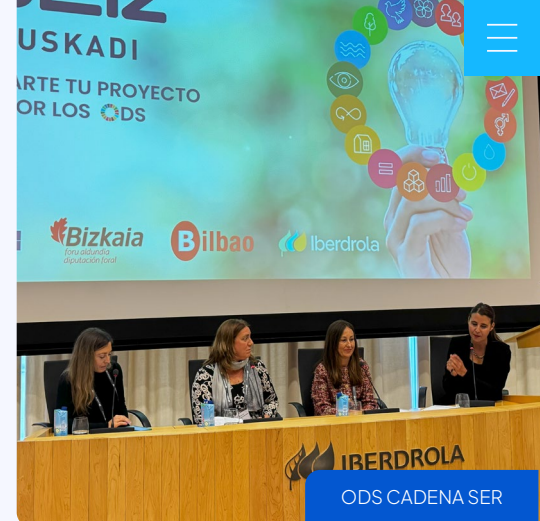 USKADI
ARTE TU PROYECTO
OR LOS ODS
Bizkaia
foru aldundia
diputación foral
Bilbao
Iberdrola
IBERDROLA
ODS CADENA SER